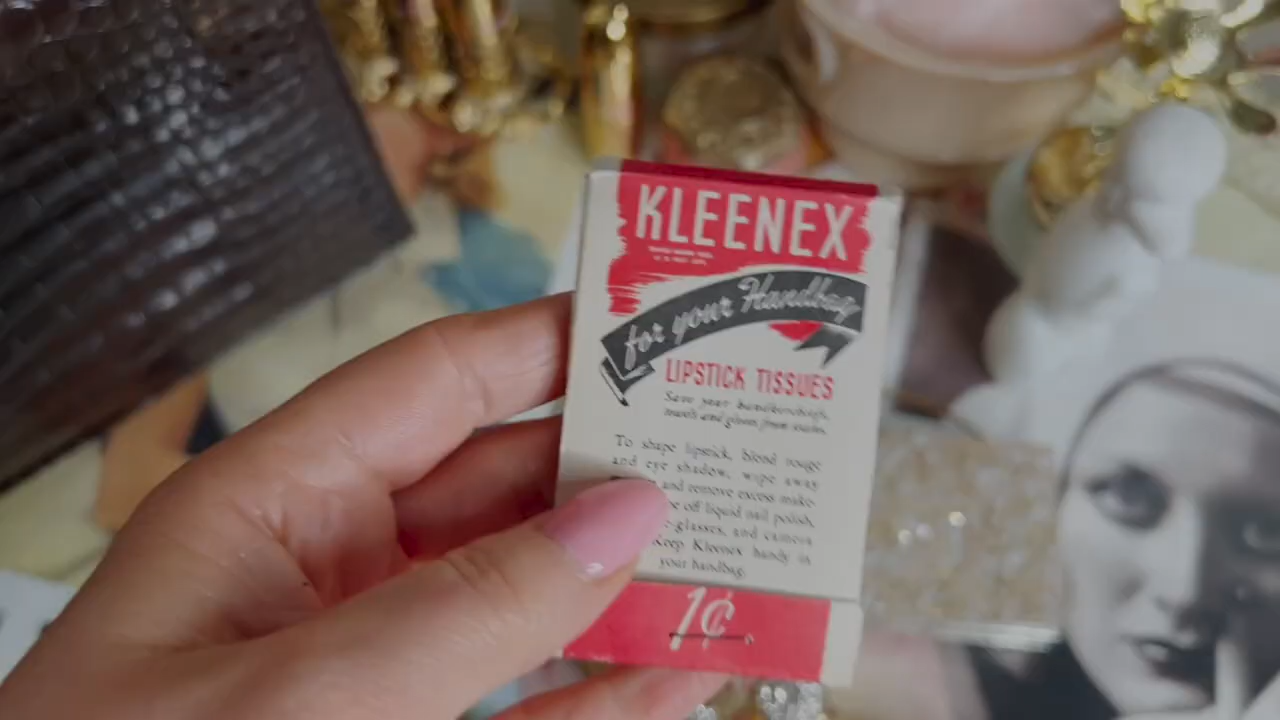 KLEENEX
for your Handbag
LIPSTICK TISSUES
Save your handkerchiefs,
towels and gloves from stains.
To shape lipstick, blend rouge
and eye shadow, wipe away
and remove excess make-
off liquid nail polish,
-glasses, and camera
Keep Kleenex handy in
your handbag.
1¢